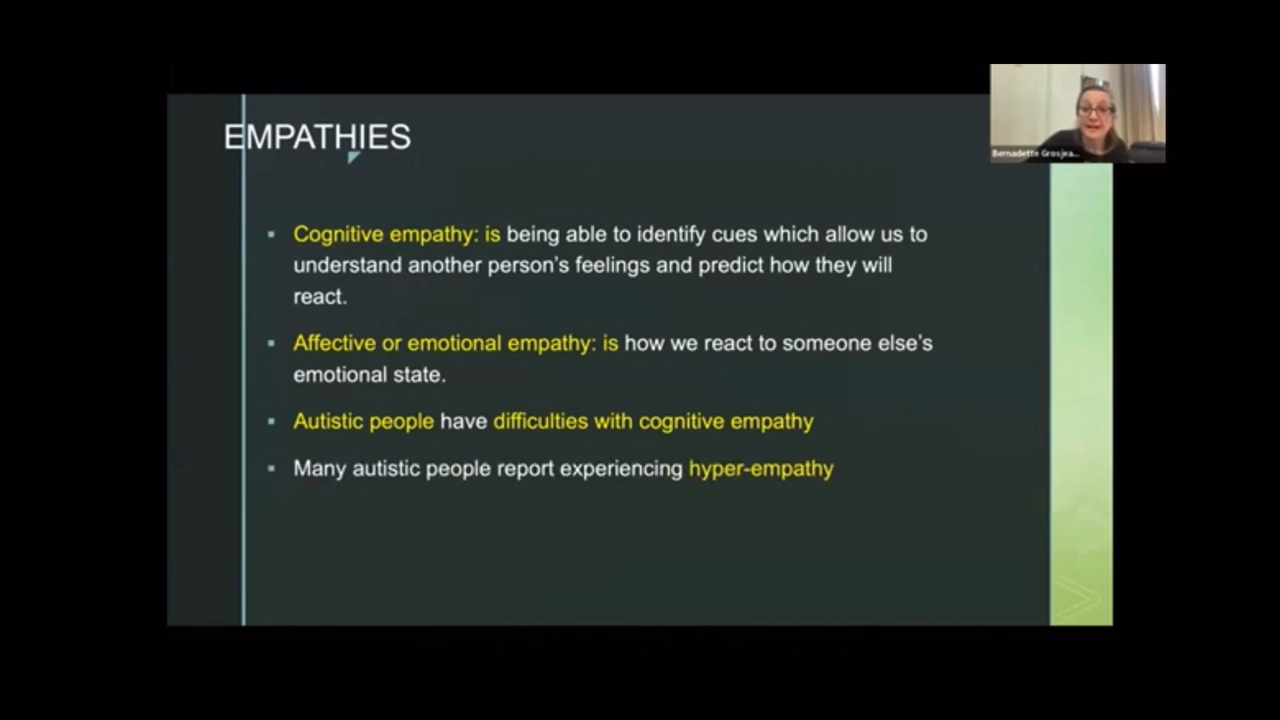 EMPATHIES
Bernadette Grosjea...
Cognitive empathy: is being able to identify cues which allow us to
understand another person's feelings and predict how they will
react.
Affective or emotional empathy: is how we react to someone else's
emotional state.
Autistic people have difficulties with cognitive empathy
Many autistic people report experiencing hyper-empathy